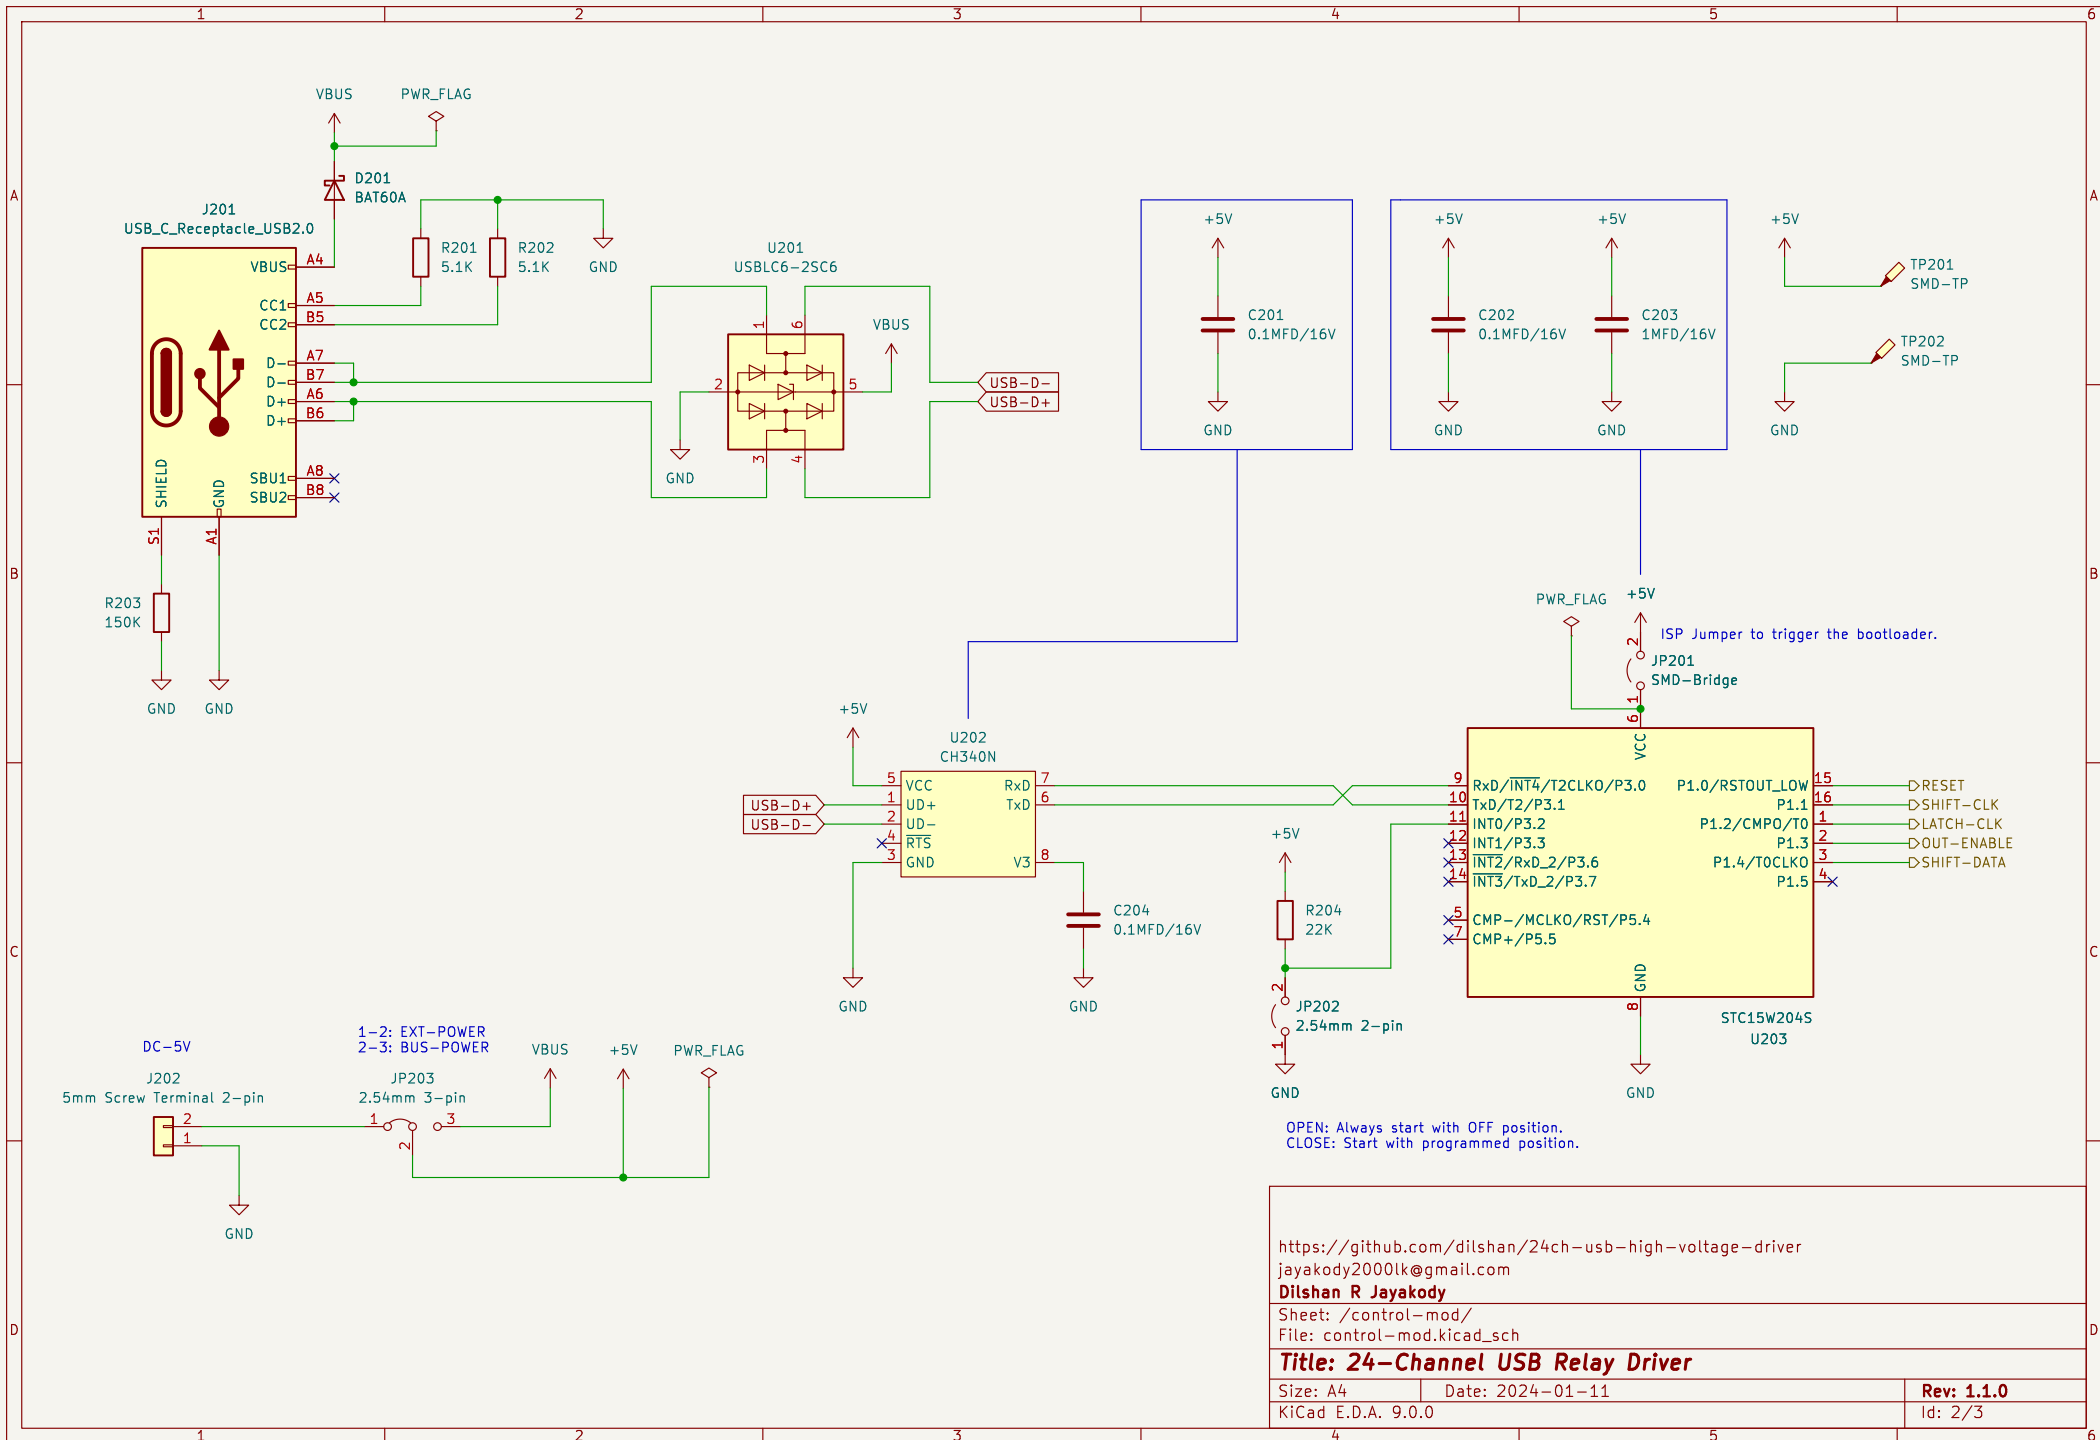 1 2 3 4 5 6
A
B
C
D
A
B
C
D
1 2 3 4 5 6
VBUS
PWR_FLAG
D201
BAT60A
J201
USB_C_Receptacle_USB2.0
VBUS A4
CC1 A5
CC2 B5
D- A7
D- B7
D+ A6
D+ B6
SBU1 A8
SBU2 B8
SHIELD
GND
S1
A1
R201
5.1K
R202
5.1K
GND
R203
150K
GND
GND
U201
USBLC6-2SC6
1
6
2
5
3
4
VBUS
GND
USB-D-
USB-D+
+5V
C201
0.1MFD/16V
GND
+5V
C202
0.1MFD/16V
GND
+5V
C203
1MFD/16V
GND
+5V
TP201
SMD-TP
TP202
SMD-TP
GND
PWR_FLAG
+5V
ISP Jumper to trigger the bootloader.
2
JP201
SMD-Bridge
1
6
VCC
+5V
U202
CH340N
5 VCC
1 UD+
2 UD-
4 RTS
3 GND
RxD 7
TxD 6
V3 8
USB-D+
USB-D-
GND
C204
0.1MFD/16V
GND
9 RxD/INT4/T2CLKO/P3.0
10 TxD/T2/P3.1
11 INT0/P3.2
12 INT1/P3.3
13 INT2/RxD_2/P3.6
14 INT3/TxD_2/P3.7
5 CMP-/MCLKO/RST/P5.4
7 CMP+/P5.5
P1.0/RSTOUT_LOW 15 RESET
P1.1 16 SHIFT-CLK
P1.2/CMPO/T0 1 LATCH-CLK
P1.3 2 OUT-ENABLE
P1.4/T0CLKO 3 SHIFT-DATA
P1.5 4
GND
8
STC15W204S
U203
GND
+5V
R204
22K
2
JP202
2.54mm 2-pin
1
GND
OPEN: Always start with OFF position.
CLOSE: Start with programmed position.
DC-5V
J202
5mm Screw Terminal 2-pin
2
1
GND
1-2: EXT-POWER
2-3: BUS-POWER
JP203
2.54mm 3-pin
1
3
2
VBUS
+5V
PWR_FLAG
https://github.com/dilshan/24ch-usb-high-voltage-driver
jayakody2000lk@gmail.com
Dilshan R Jayakody
Sheet: /control-mod/
File: control-mod.kicad_sch
Title: 24-Channel USB Relay Driver
Size: A4
Date: 2024-01-11
Rev: 1.1.0
KiCad E.D.A. 9.0.0
Id: 2/3